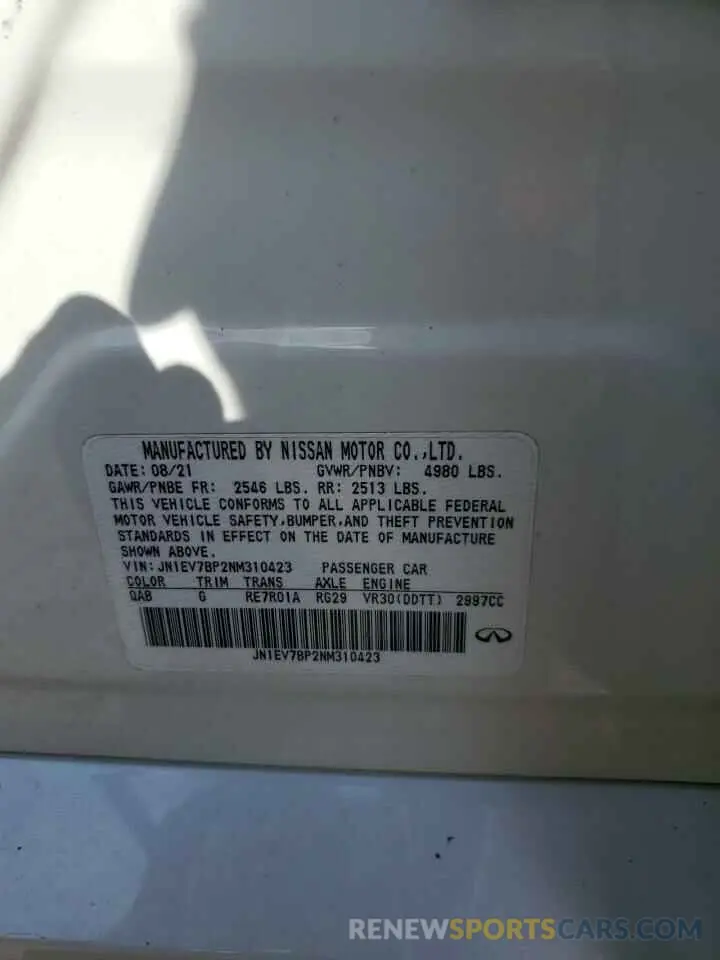 MANUFACTURED BY NISSAN MOTOR CO.,LTD.
DATE: 08/21 GVWR/PNBV: 4980 LBS.
GAWR/PNBE FR: 2546 LBS. RR: 2513 LBS.
THIS VEHICLE CONFORMS TO ALL APPLICABLE FEDERAL
MOTOR VEHICLE SAFETY,BUMPER,AND THEFT PREVENTION
STANDARDS IN EFFECT ON THE DATE OF MANUFACTURE
SHOWN ABOVE.
VIN:JN1EV7BP2NM310423 PASSENGER CAR
COLOR TRIM TRANS AXLE ENGINE
QAB G RE7R01A RG29 VR30(DDTT) 2997CC
JN1EV7BP2NM310423
RENEWSPORTSCARS.COM